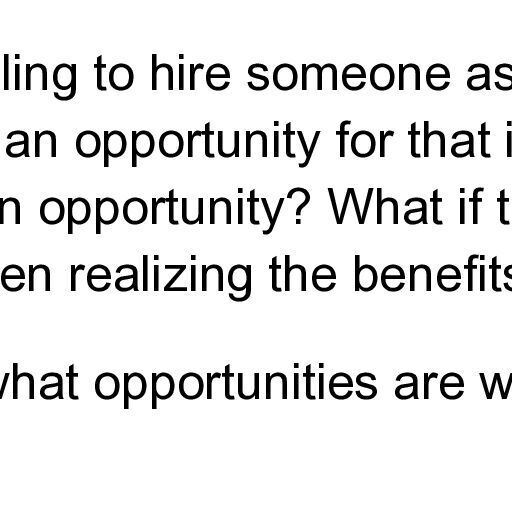 ling to hire someone as
an opportunity for that i
n opportunity? What if t
en realizing the benefits
what opportunities are w